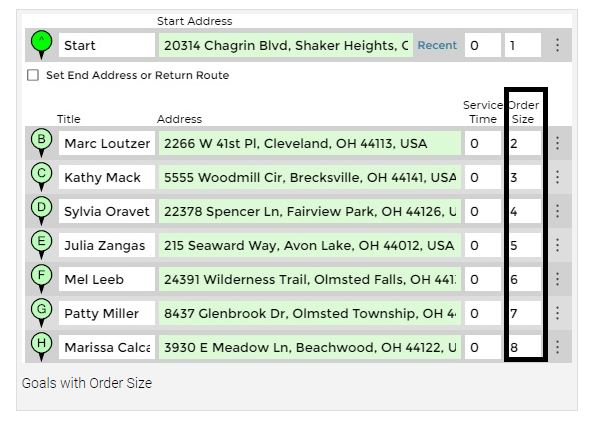 Start Address
A Start 20314 Chagrin Blvd, Shaker Heights, C Recent 0 1
Set End Address or Return Route
Service Order
Title Address Time Size
B Marc Loutzer 2266 W 41st Pl, Cleveland, OH 44113, USA 0 2
C Kathy Mack 5555 Woodmill Cir, Brecksville, OH 44141, USA 0 3
D Sylvia Oravet 22378 Spencer Ln, Fairview Park, OH 44126, U 0 4
E Julia Zangas 215 Seaward Way, Avon Lake, OH 44012, USA 0 5
F Mel Leeb 24391 Wilderness Trail, Olmsted Falls, OH 441 0 6
G Patty Miller 8437 Glenbrook Dr, Olmsted Township, OH 4 0 7
H Marissa Calca 3930 E Meadow Ln, Beachwood, OH 44122, U 0 8
Goals with Order Size